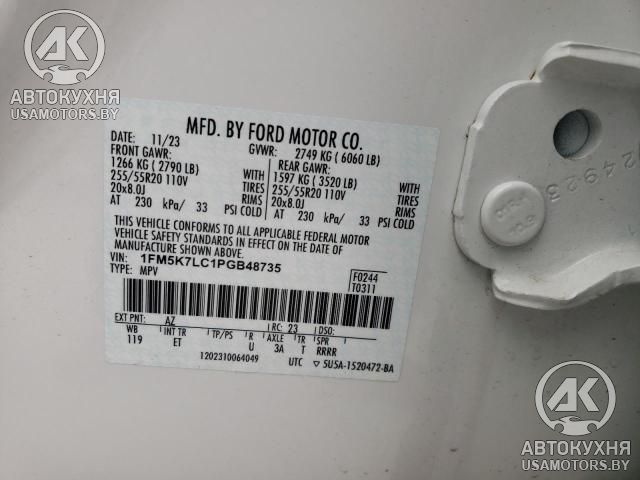 АК
АВТОКУХНЯ
USAMOTORS.BY
MFD. BY FORD MOTOR CO.
DATE: 11/23 GVWR: 2749 KG ( 6060 LB)
FRONT GAWR: REAR GAWR:
1266 KG ( 2790 LB) WITH 1597 KG ( 3520 LB) WITH
255/55R20 110V TIRES 255/55R20 110V TIRES
20x8.0J RIMS 20x8.0J RIMS
AT 230 kPa/ 33 PSI COLD AT 230 kPa/ 33 PSI COLD
THIS VEHICLE CONFORMS TO ALL APPLICABLE FEDERAL MOTOR
VEHICLE SAFETY STANDARDS IN EFFECT ON THE DATE OF
MANUFACTURE SHOWN ABOVE.
VIN: 1FM5K7LC1PGB48735
TYPE: MPV
F0244
T0311
EXT PNT: AZ RC: 23 DSO:
WB INT TR TP/PS R AXLE TR SPR
119 ET U 3A T RRRR
1202310064049 UTC ▽ 5USA-1520472-BA
24923
АК
АВТОКУХНЯ
USAMOTORS.BY